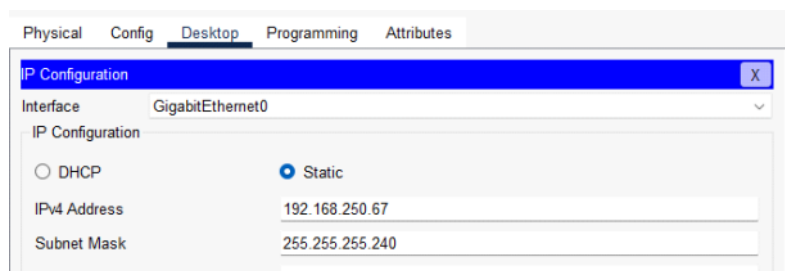 Physical Config Desktop Programming Attributes
IP Configuration X
Interface GigabitEthernet0
IP Configuration
DHCP Static
IPv4 Address 192.168.250.67
Subnet Mask 255.255.255.240